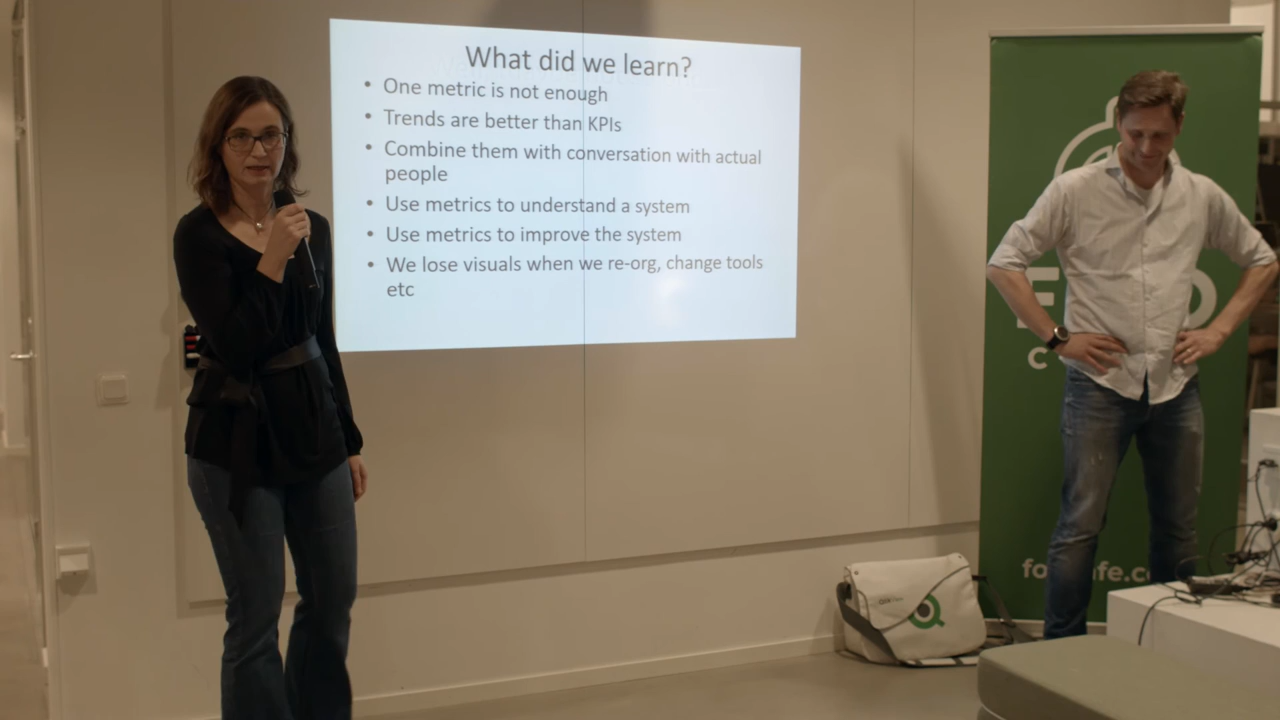 What did we learn?
• One metric is not enough
• Trends are better than KPIs
• Combine them with conversation with actual
people
• Use metrics to understand a system
• Use metrics to improve the system
• We lose visuals when we re-org, change tools
etc